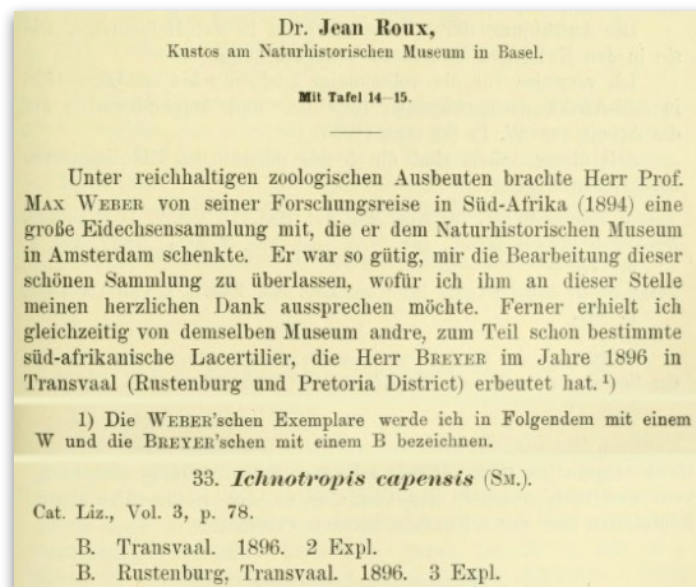 Dr. Jean Roux,
Kustos am Naturhistorischen Museum in Basel.
Mit Tafel 14—15.
Unter reichhaltigen zoologischen Ausbeuten brachte Herr Prof.
MAX WEBER von seiner Forschungsreise in Süd-Afrika (1894) eine
große Eidechsensammlung mit, die er dem Naturhistorischen Museum
in Amsterdam schenkte. Er war so gütig, mir die Bearbeitung dieser
schönen Sammlung zu überlassen, wofür ich ihm an dieser Stelle
meinen herzlichen Dank aussprechen möchte. Ferner erhielt ich
gleichzeitig von demselben Museum andre, zum Teil schon bestimmte
süd-afrikanische Lacertilier, die Herr BREYER im Jahre 1896 in
Transvaal (Rustenburg und Pretoria District) erbeutet hat.¹)
1) Die WEBER'schen Exemplare werde ich in Folgendem mit einem
W und die BREYER'schen mit einem B bezeichnen.
33. Ichnotropis capensis (SM.).
Cat. Liz., Vol. 3, p. 78.
B. Transvaal. 1896. 2 Expl.
B. Rustenburg, Transvaal. 1896. 3 Expl.